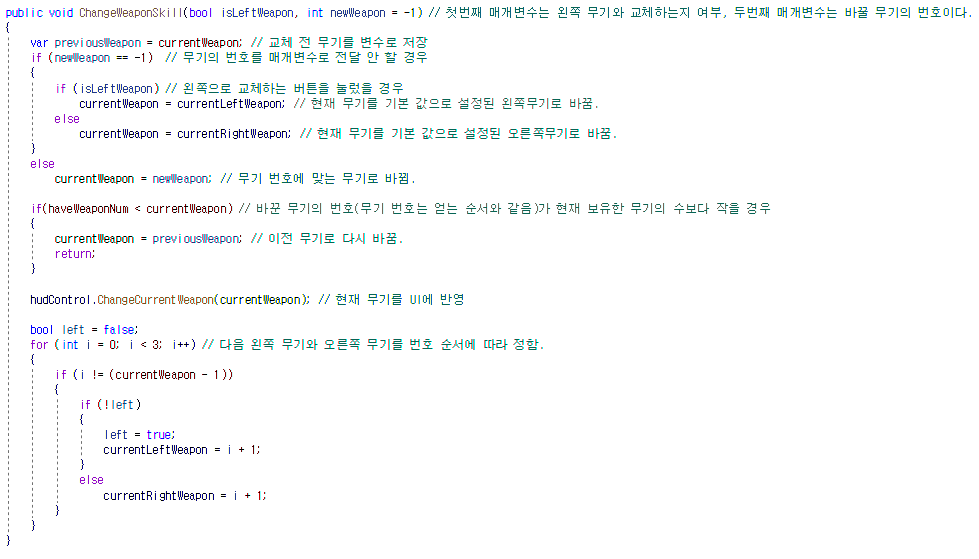 public void ChangeWeaponSkill(bool isLeftWeapon, int newWeapon = -1) // 첫번째 매개변수는 왼쪽 무기와 교체하는지 여부, 두번째 매개변수는 바꿀 무기의 번호이다.
{
var previousWeapon = currentWeapon; // 교체 전 무기를 변수로 저장
if (newWeapon == -1) // 무기의 번호를 매개변수로 전달 안 할 경우
{
if (isLeftWeapon) // 왼쪽으로 교체하는 버튼을 눌렀을 경우
currentWeapon = currentLeftWeapon; // 현재 무기를 기본 값으로 설정된 왼쪽무기로 바꿈.
else
currentWeapon = currentRightWeapon; // 현재 무기를 기본 값으로 설정된 오른쪽무기로 바꿈.
}
else
currentWeapon = newWeapon; // 무기 번호에 맞는 무기로 바뀜.
if(haveWeaponNum < currentWeapon) // 바꾼 무기의 번호(무기 번호는 얻는 순서와 같음)가 현재 보유한 무기의 수보다 작을 경우
{
currentWeapon = previousWeapon; // 이전 무기로 다시 바꿈.
return;
}
hudControl.ChangeCurrentWeapon(currentWeapon); // 현재 무기를 UI에 반영
bool left = false;
for (int i = 0; i < 3; i++) // 다음 왼쪽 무기와 오른쪽 무기를 번호 순서에 따라 정함.
{
if (i != (currentWeapon - 1))
{
if (!left)
{
left = true;
currentLeftWeapon = i + 1;
}
else
currentRightWeapon = i + 1;
}
}
}